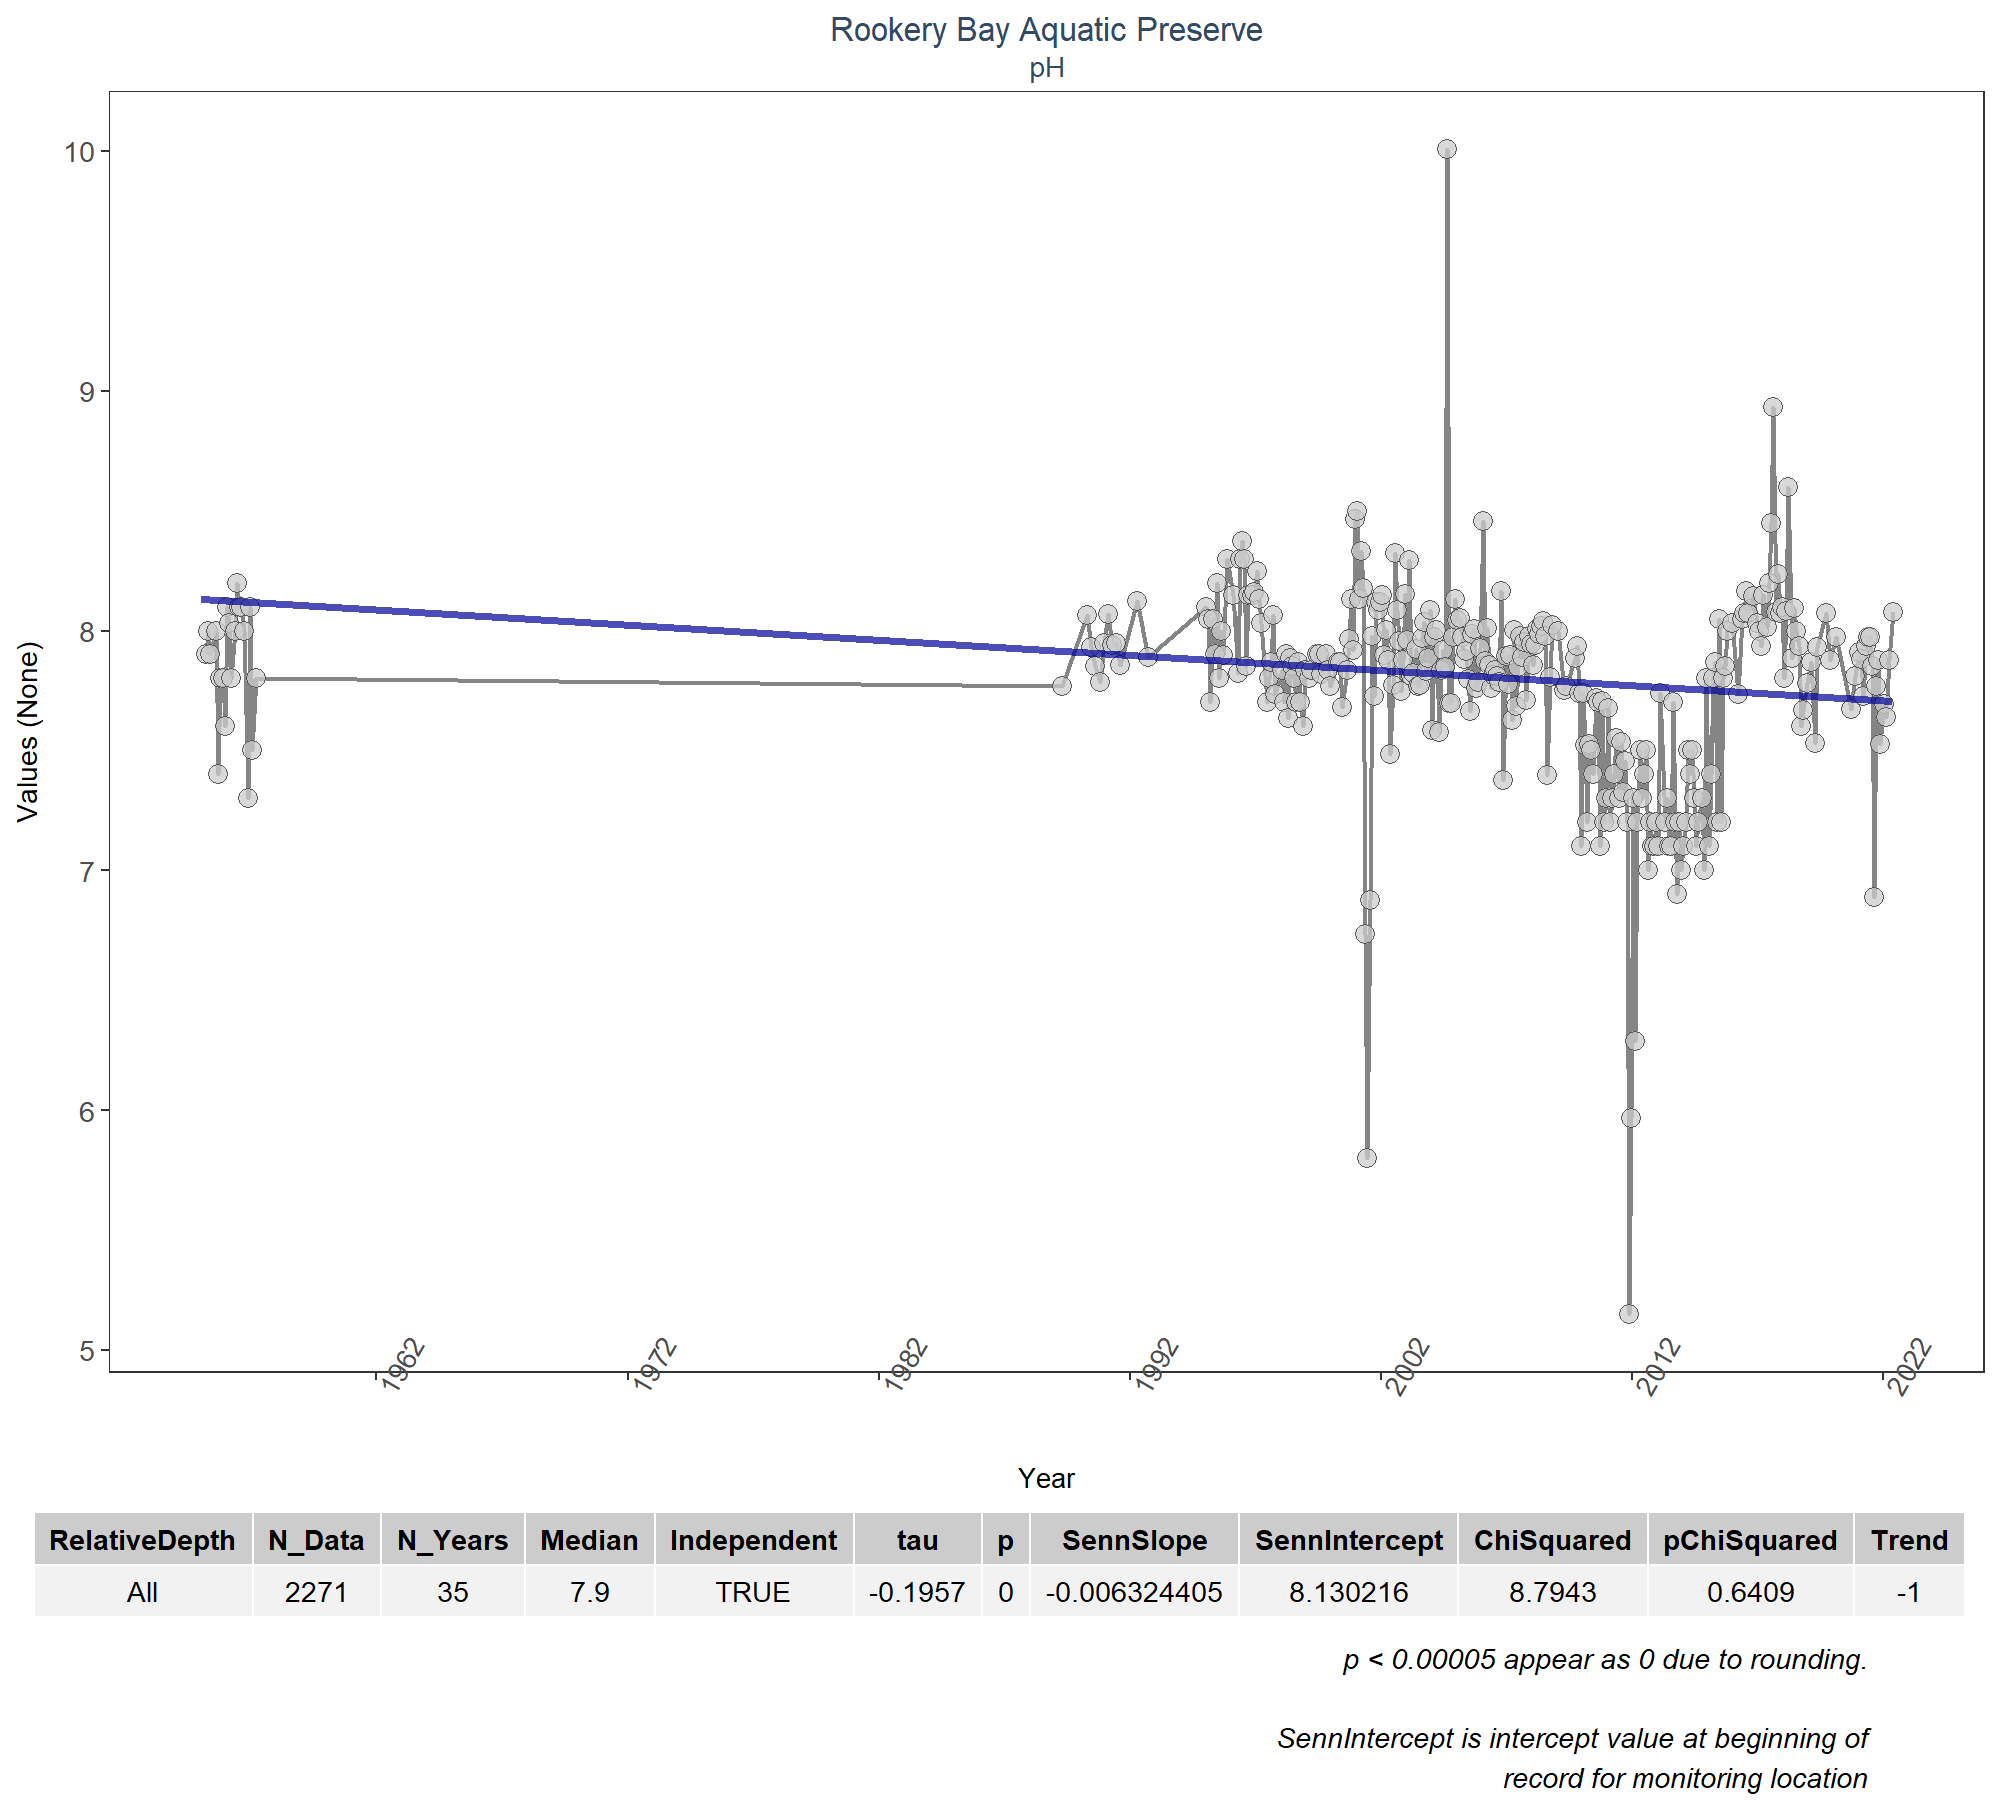 Rookery Bay Aquatic Preserve
pH
Values (None)
10
9
8
7
6
5
1962
1972
1982
1992
2002
2012
2022
Year
RelativeDepth N_Data N_Years Median Independent tau p SennSlope SennIntercept ChiSquared pChiSquared Trend
All 2271 35 7.9 TRUE -0.1957 0 -0.006324405 8.130216 8.7943 0.6409 -1
p < 0.00005 appear as 0 due to rounding.
SennIntercept is intercept value at beginning of
record for monitoring location